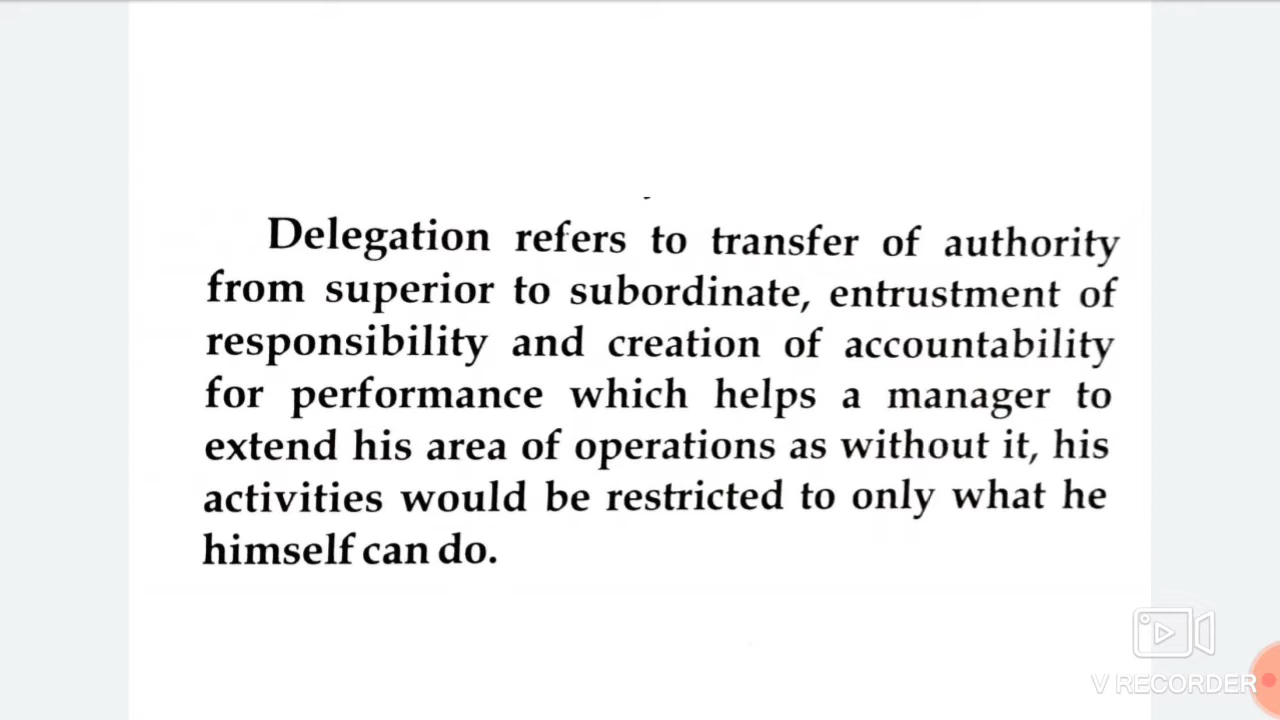 Delegation refers to transfer of authority
from superior to subordinate, entrustment of
responsibility and creation of accountability
for performance which helps a manager to
extend his area of operations as without it, his
activities would be restricted to only what he
himself can do.
V RECORDER